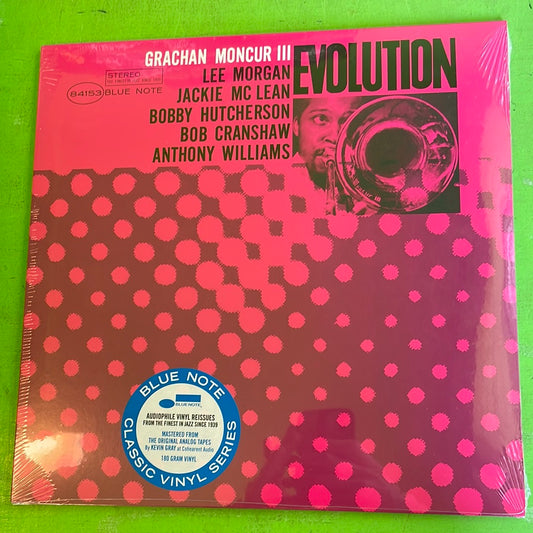 GRACHAN MONCUR III
LEE MORGAN
JACKIE MC LEAN
BOBBY HUTCHERSON
BOB CRANSHAW
ANTHONY WILLIAMS
EVOLUTION
STEREO
84153 BLUE NOTE
BLUE NOTE
BLUE NOTE
AUDIOPHILE VINYL REISSUES
FROM THE FINEST IN JAZZ SINCE 1939
MASTERED FROM
THE ORIGINAL ANALOG TAPES
By KEVIN GRAY at Cohearent Audio
180 GRAM VINYL
CLASSIC VINYL SERIES